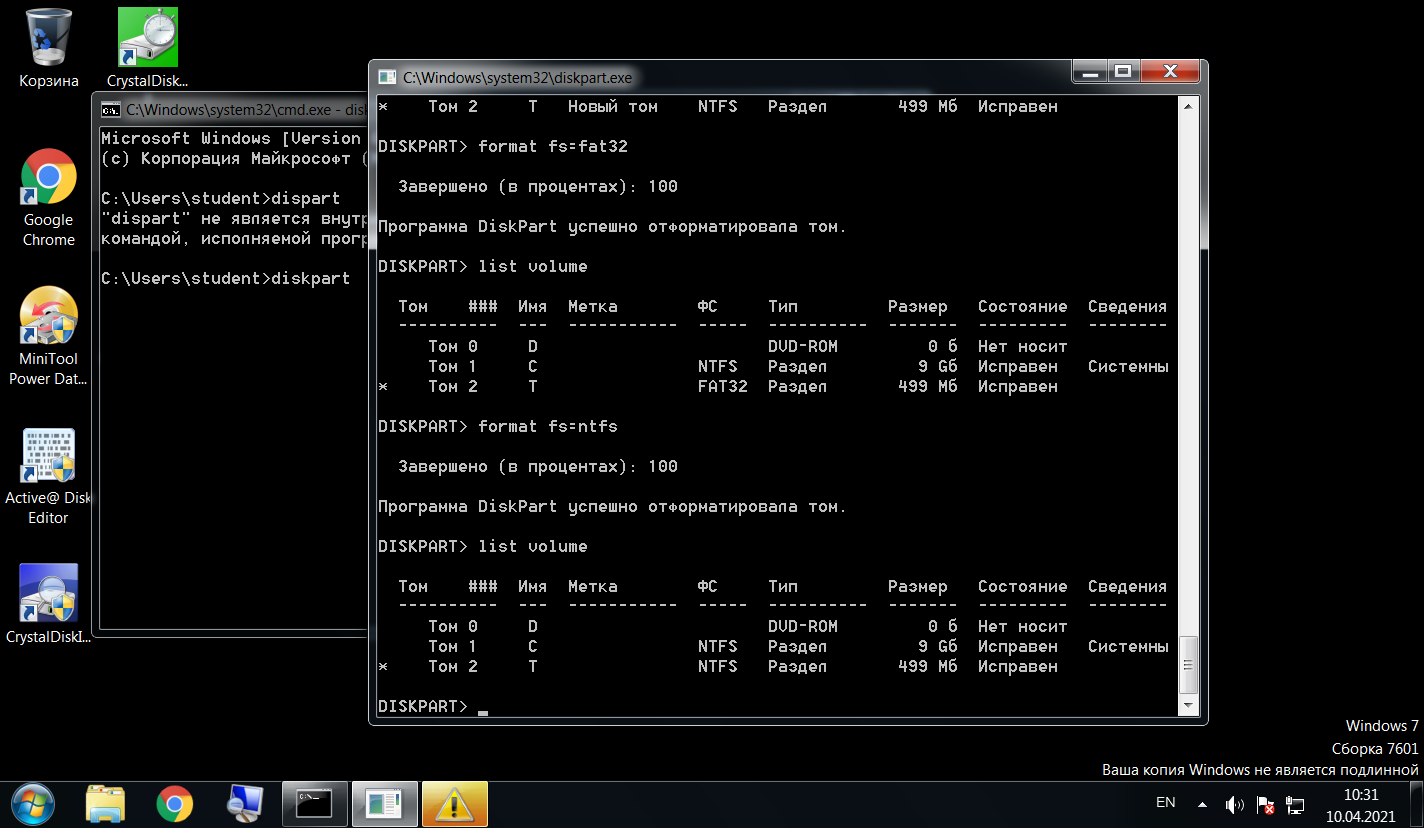 Корзина
CrystalDisk...
Google
Chrome
MiniTool
Power Dat...
Active@ Disk
Editor
CrystalDiskI...
C:\Windows\system32\cmd.exe - dis
Microsoft Windows [Version
(c) Корпорация Майкрософт (
C:\Users\student>dispart
"dispart" не является внутр
командой, исполняемой прогр
C:\Users\student>diskpart
C:\Windows\system32\diskpart.exe
* Том 2 T Новый том NTFS Раздел 499 Мб Исправен
DISKPART> format fs=fat32
Завершено (в процентах): 100
Программа DiskPart успешно отформатировала том.
DISKPART> list volume
Том ### Имя Метка ФС Тип Размер Состояние Сведения
---------- --- ----------- ----- ---------- ------- --------- --------
Том 0 D DVD-ROM 0 б Нет носит
Том 1 C NTFS Раздел 9 Gб Исправен Системны
* Том 2 T FAT32 Раздел 499 Мб Исправен
DISKPART> format fs=ntfs
Завершено (в процентах): 100
Программа DiskPart успешно отформатировала том.
DISKPART> list volume
Том ### Имя Метка ФС Тип Размер Состояние Сведения
---------- --- ----------- ----- ---------- ------- --------- --------
Том 0 D DVD-ROM 0 б Нет носит
Том 1 C NTFS Раздел 9 Gб Исправен Системны
* Том 2 T NTFS Раздел 499 Мб Исправен
DISKPART> _
Windows 7
Сборка 7601
Ваша копия Windows не является подлинной
EN
10:31
10.04.2021